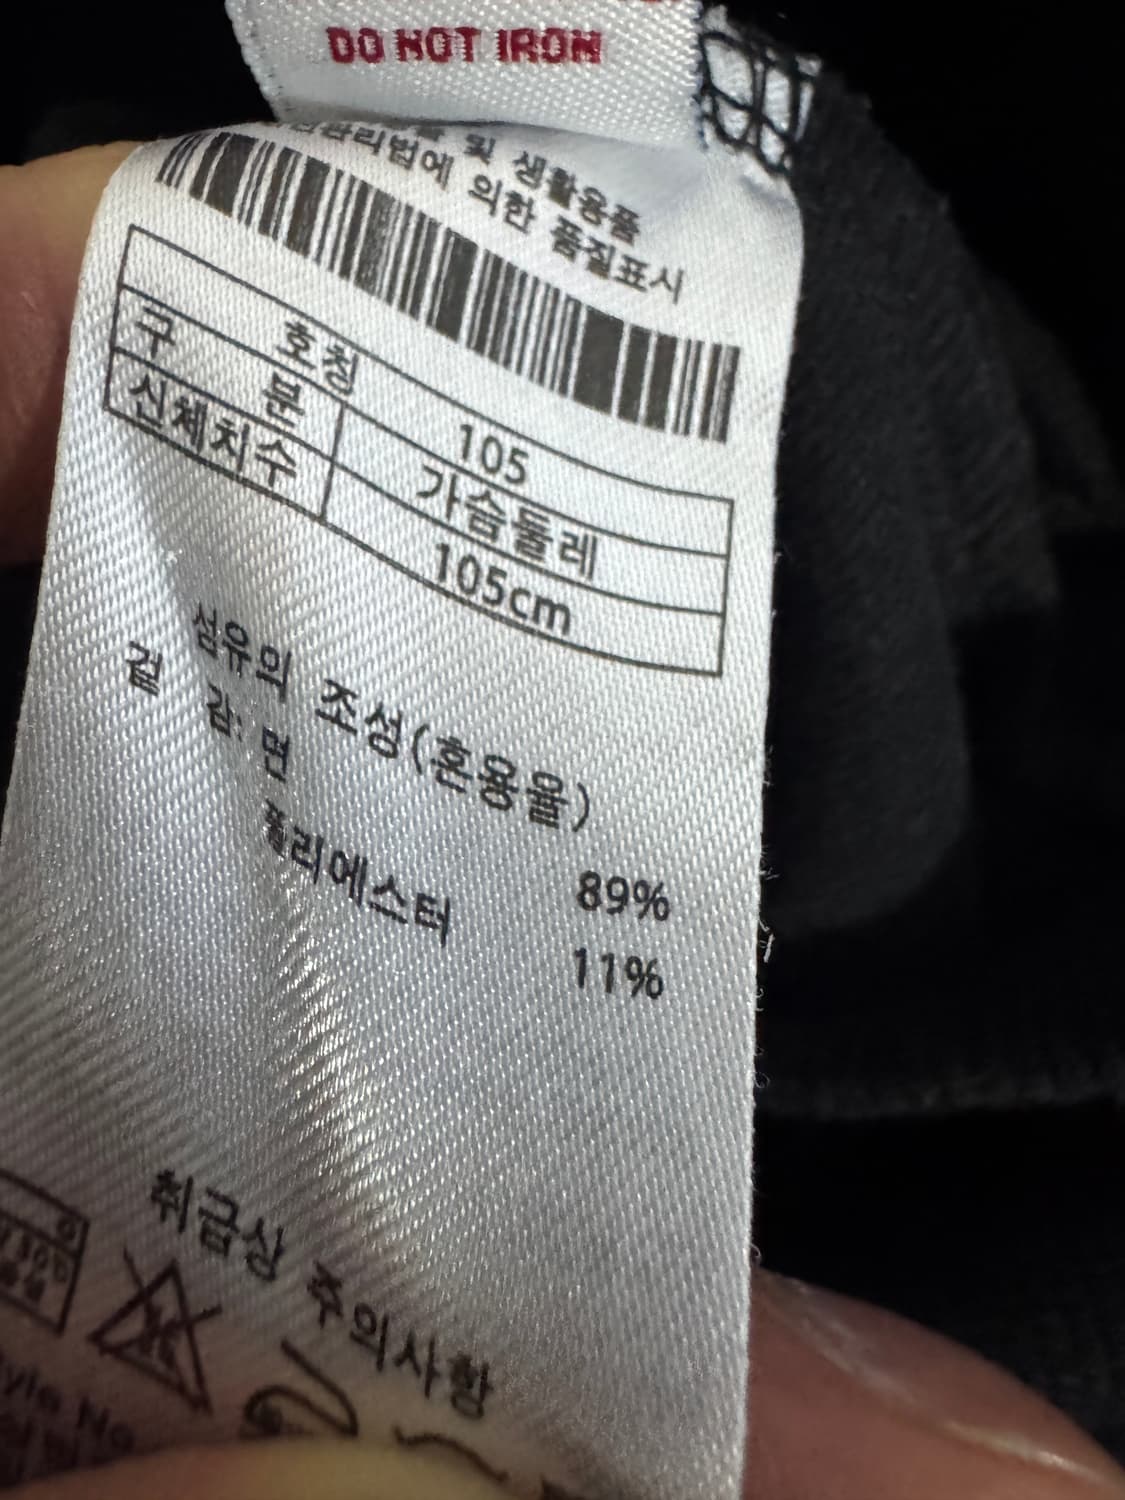 DO NOT IRON
및 생활용품
관리법에 의한 품질표시
호칭 105
구 분 가슴둘레
신체치수 105cm
섬유의 조성(혼용율)
겉 감: 면 89%
폴리에스터 11%
취급상 주의사항